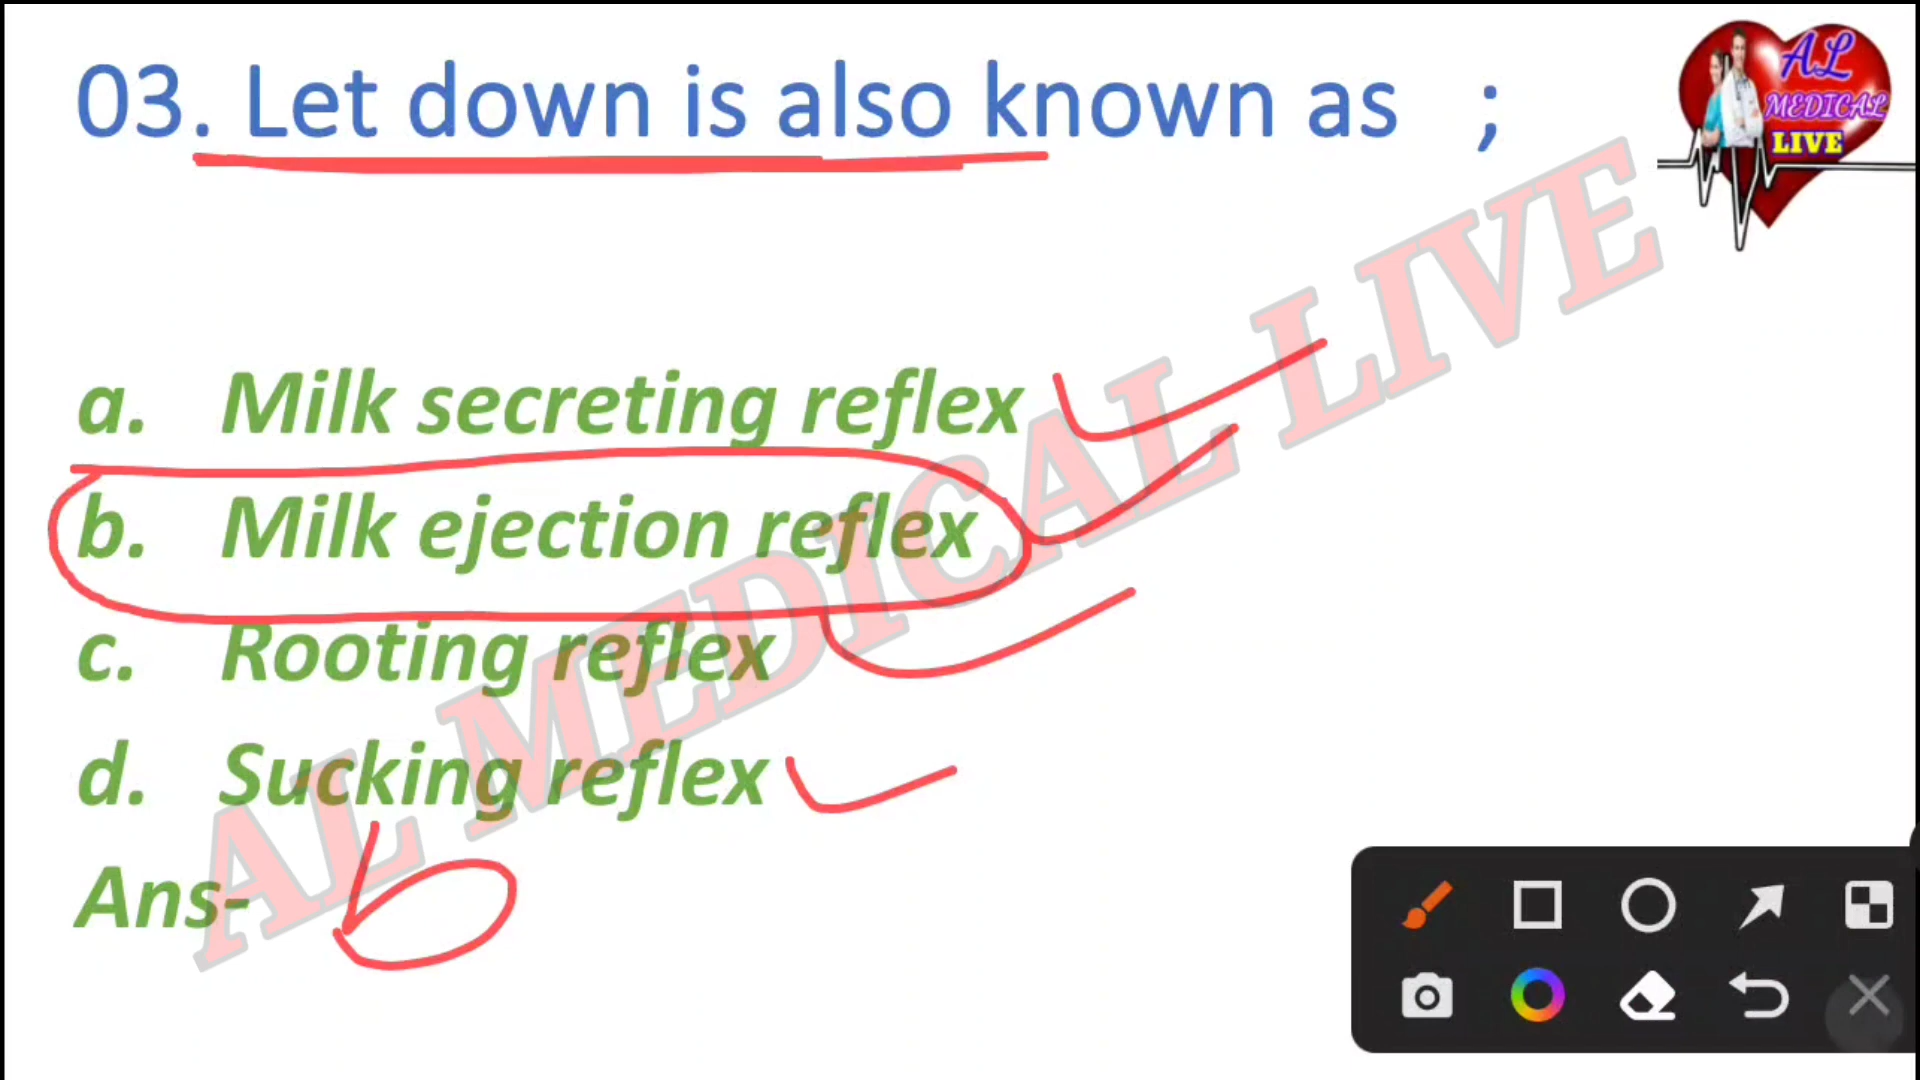 03. Let down is also known as ;
AL
MEDICAL
LIVE
a. Milk secreting reflex
b. Milk ejection reflex
c. Rooting reflex
d. Sucking reflex
Ans- b
AL MEDICAL LIVE